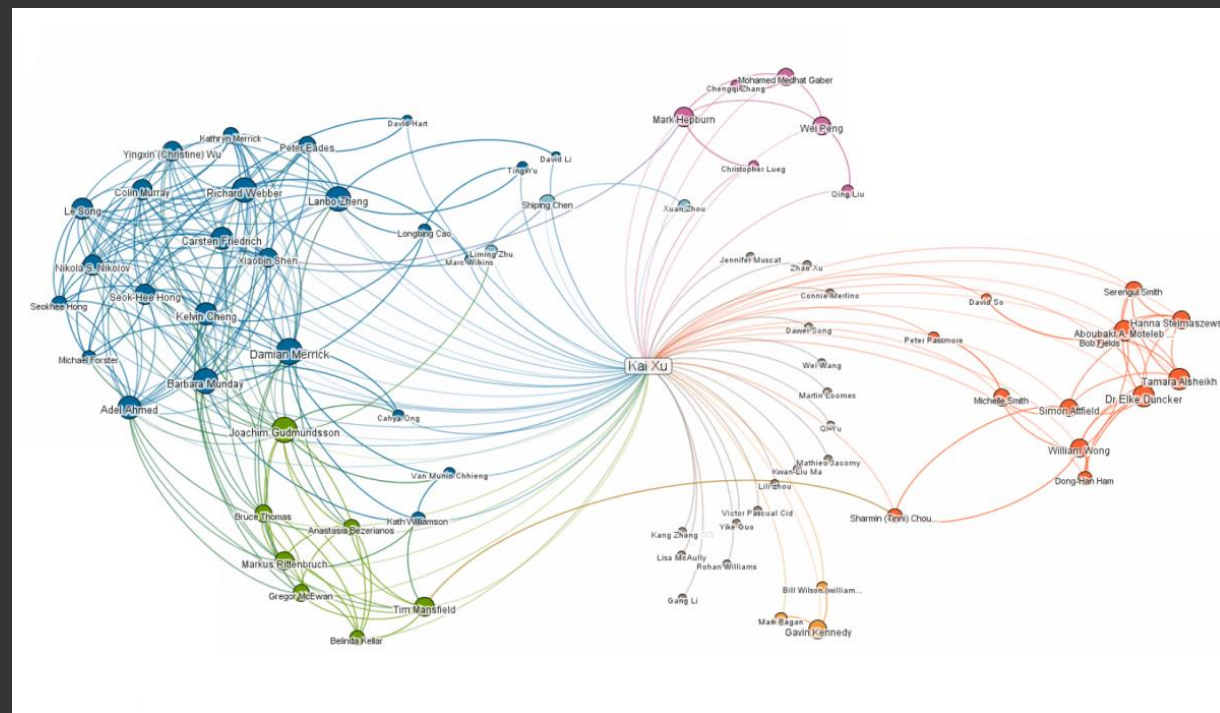 Mohamed Medhat Gaber
Chengqi Zhang
Mark Hepburn
Wei Peng
David Hart
Kathryn Merrick
Peter Eades
Yingxin (Christine) Wu
David Li
Ting Yu
Christopher Lueg
Colin Murray
Richard Webber
Lanbo Zheng
Qing Liu
Shiping Chen
Xuan Zhou
Le Song
Longbing Cao
Carsten Friedrich
Liming Zhu
Xiaobin Shen
Marc Wilkins
Jennifer Muscat
Zhao Xu
Nikola S. Nikolov
Seok-Hee Hong
Connie Merlino
David So
Serengul Smith
Seokhee Hong
Kelvin Cheng
Dawei Song
Hanna Stelmaszews
Aboubakr A. Moteleb ...
Bob Fields
Peter Passmore
Michael Forster
Damian Merrick
Kai Xu
Wei Wang
Barbara Munday
Tamara Alsheikh
Martin Loomes
Michelle Smith
Dr Elke Duncker
Adel Ahmed
Cahya Ong
Simon Attfield
Qi Yu
Joachim Gudmundsson
William Wong
Mathieu Jacomy
Kwan-Liu Ma
Van Munin Chhieng
Dong-Han Ham
Lili Zhou
Victor Pascual Cid
Sharmin (Tinni) Chou...
Bruce Thomas
Kath Williamson
Yike Guo
Anastasia Bezerianos
Kang Zhang
Lisa McAully
Markus Rittenbruch
Rohan Williams
Gregor McEwan
Gang Li
Bill Wilson (william...
Tim Mansfield
Mark Ragan
Gavin Kennedy
Belinda Kellar